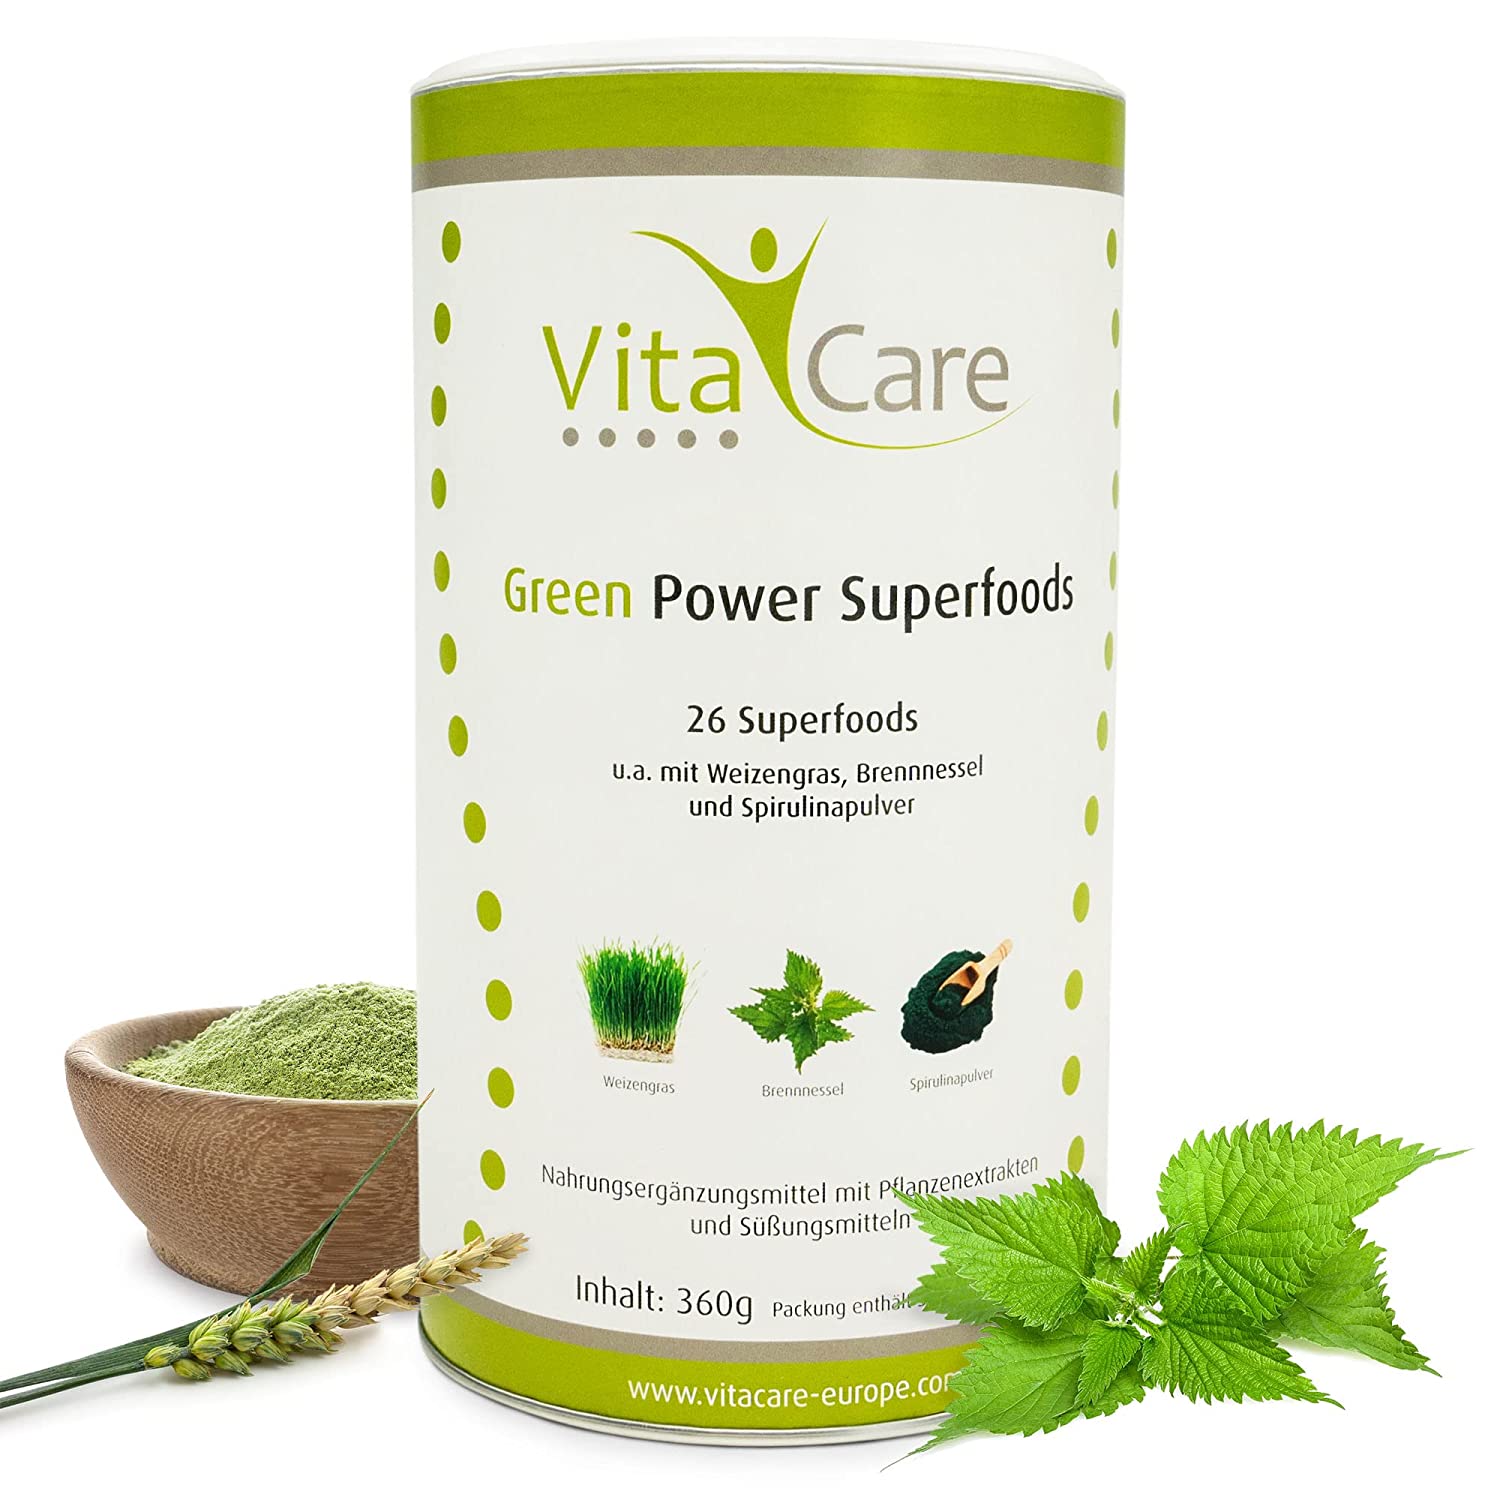 Vita Care
Green Power Superfoods
26 Superfoods
u.a. mit Weizengras, Brennnessel
und Spirulinapulver
Weizengras
Brennnessel
Spirulinapulver
Nahrungsergänzungsmittel mit Pflanzenextrakten
und Süßungsmitteln
Inhalt: 360g
Packung enthält
www.vitacare-europe.com